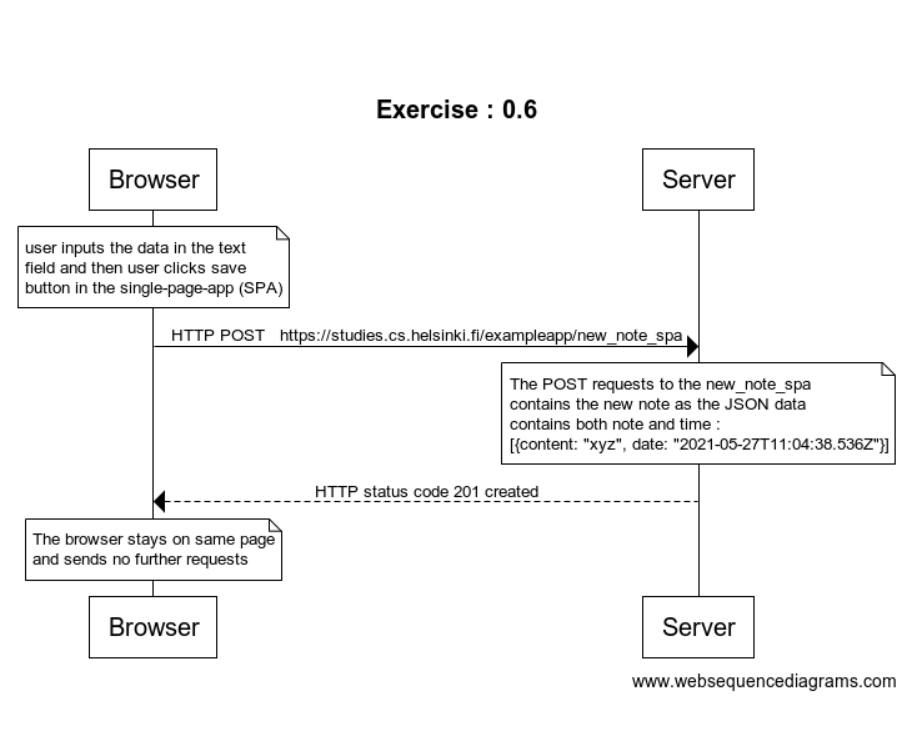 Exercise : 0.6
Browser
Server
user inputs the data in the text
field and then user clicks save
button in the single-page-app (SPA)
HTTP POST   https://studies.cs.helsinki.fi/exampleapp/new_note_spa
The POST requests to the new_note_spa
contains the new note as the JSON data
contains both note and time :
[{content: "xyz", date: "2021-05-27T11:04:38.536Z"}]
HTTP status code 201 created
The browser stays on same page
and sends no further requests
Browser
Server
www.websequencediagrams.com